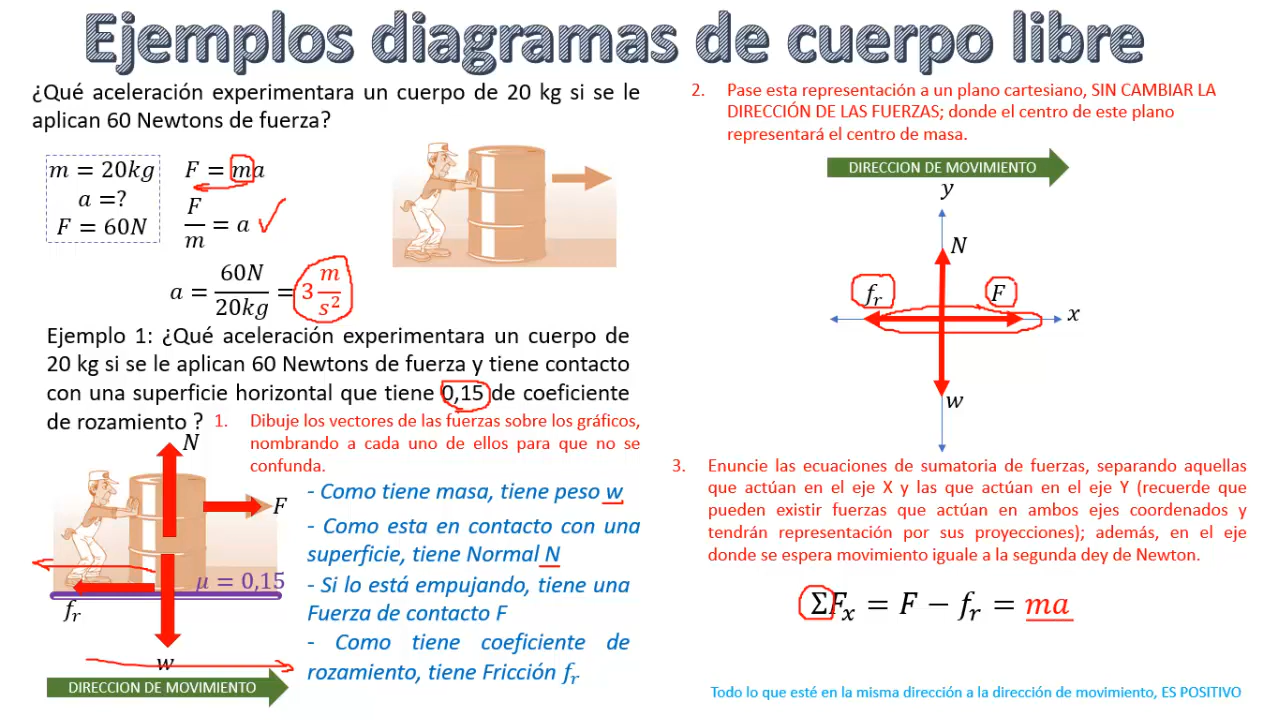 Ejemplos diagramas de cuerpo libre
¿Qué aceleración experimentara un cuerpo de 20 kg si se le
aplican 60 Newtons de fuerza?
m = 20kg
a =?
F = 60N
F = ma
F/m = a
a = 60N/20kg = 3 m/s²
Ejemplo 1: ¿Qué aceleración experimentara un cuerpo de
20 kg si se le aplican 60 Newtons de fuerza y tiene contacto
con una superficie horizontal que tiene 0,15 de coeficiente
de rozamiento ?
1. Dibuje los vectores de las fuerzas sobre los gráficos,
nombrando a cada uno de ellos para que no se
confunda.
N
F
μ = 0,15
fr
w
DIRECCION DE MOVIMIENTO
- Como tiene masa, tiene peso w
- Como esta en contacto con una
superficie, tiene Normal N
- Si lo está empujando, tiene una
Fuerza de contacto F
- Como tiene coeficiente de
rozamiento, tiene Fricción fr
2. Pase esta representación a un plano cartesiano, SIN CAMBIAR LA
DIRECCIÓN DE LAS FUERZAS; donde el centro de este plano
representará el centro de masa.
DIRECCION DE MOVIMIENTO
y
N
fr
F
x
w
3. Enuncie las ecuaciones de sumatoria de fuerzas, separando aquellas
que actúan en el eje X y las que actúan en el eje Y (recuerde que
pueden existir fuerzas que actúan en ambos ejes coordenados y
tendrán representación por sus proyecciones); además, en el eje
donde se espera movimiento iguale a la segunda dey de Newton.
ΣFx = F − fr = ma
Todo lo que esté en la misma dirección a la dirección de movimiento, ES POSITIVO